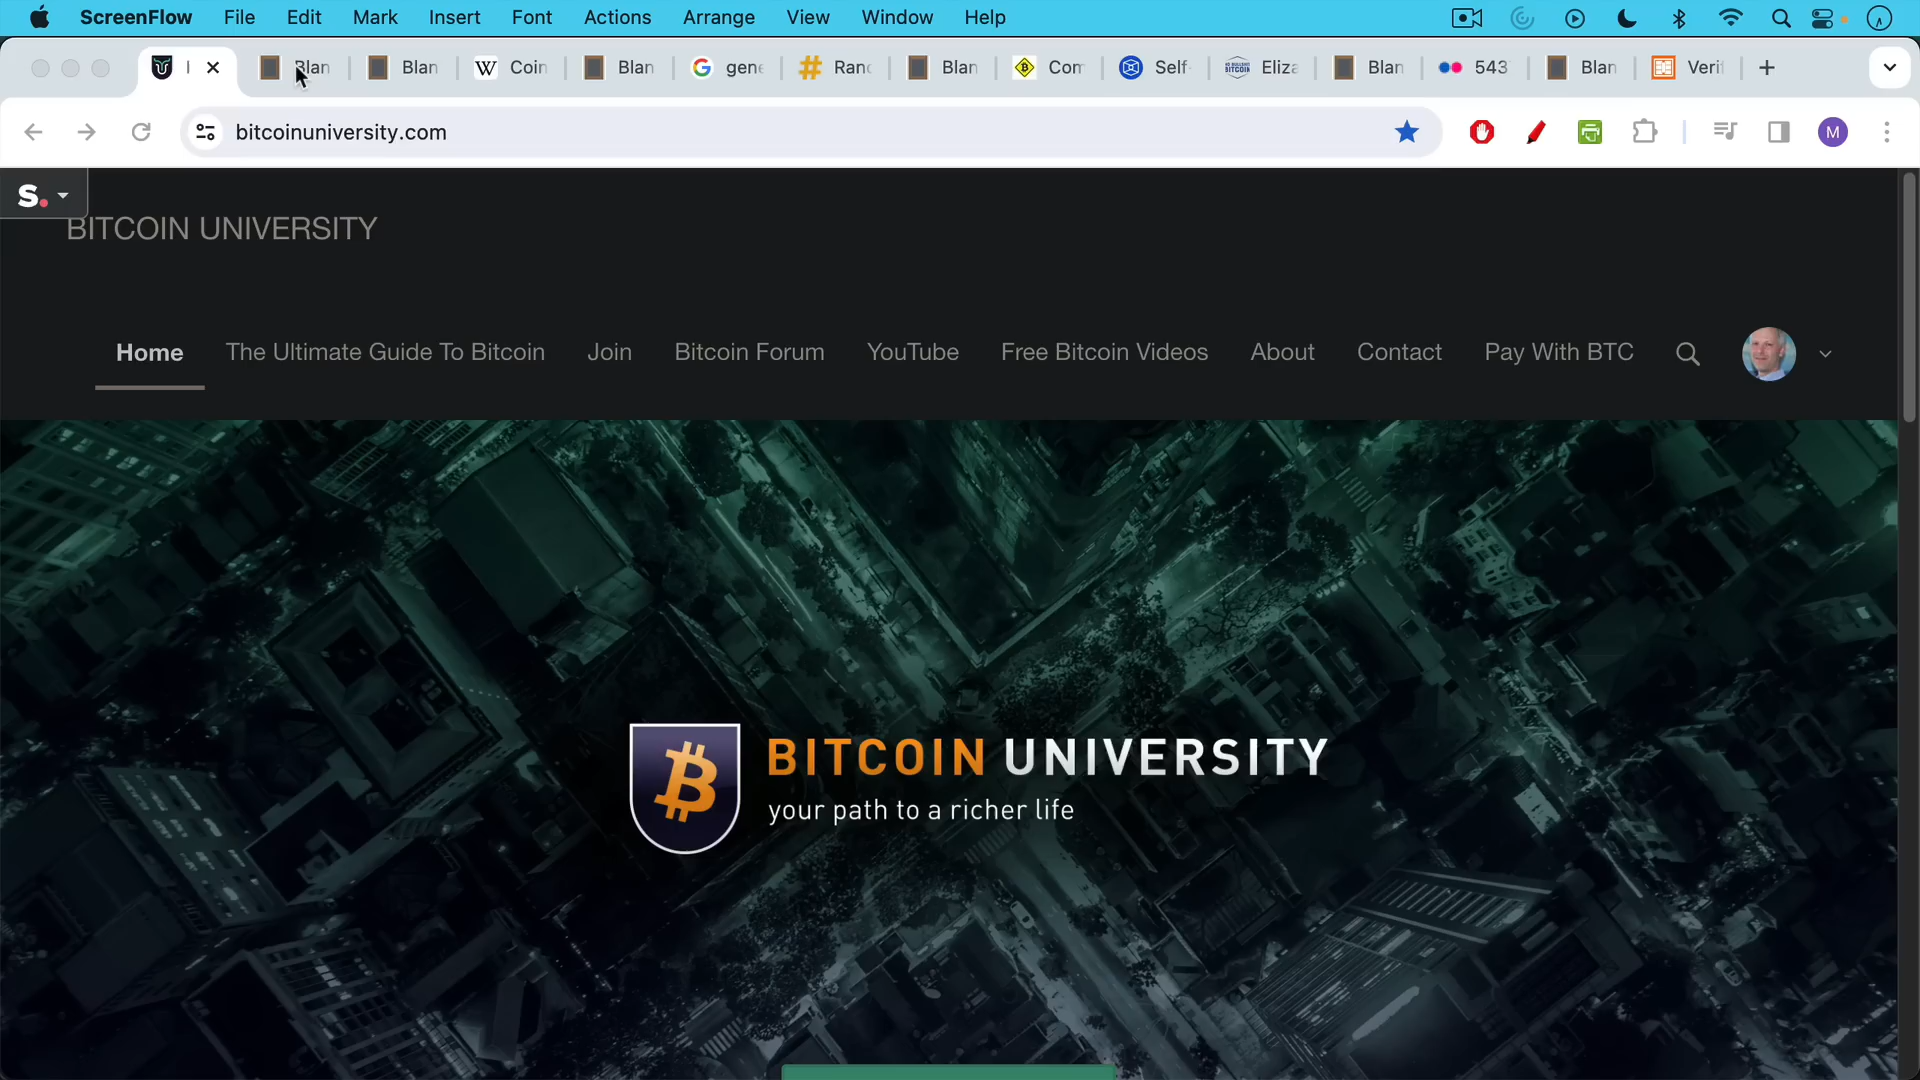 ScreenFlow File Edit Mark Insert Font Actions Arrange View Window Help
Blan Blan Coin Blan gene Ranc Blan Com Self- Eliza Blan 543 Blan Verif
bitcoinuniversity.com
M
S.
BITCOIN UNIVERSITY
Home The Ultimate Guide To Bitcoin Join Bitcoin Forum YouTube Free Bitcoin Videos About Contact Pay With BTC
BITCOIN UNIVERSITY
your path to a richer life